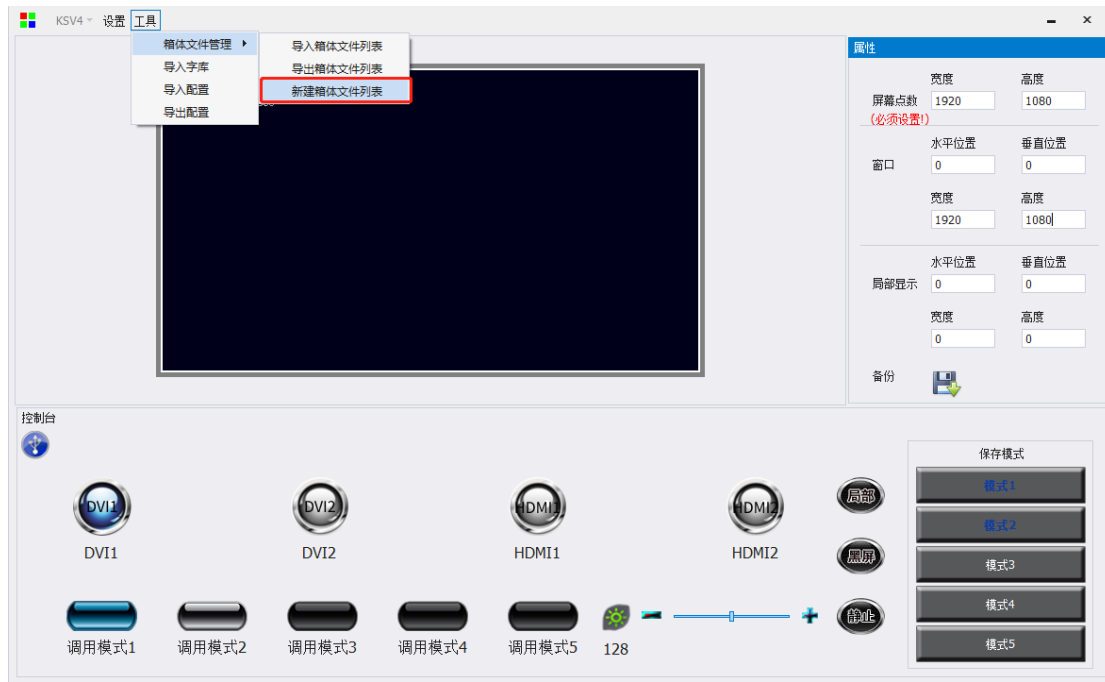 KSV4 设置 工具
箱体文件管理
导入字库
导入配置
导出配置
导入箱体文件列表
导出箱体文件列表
新建箱体文件列表
属性
宽度 高度
屏幕点数 1920 1080
(必须设置!)
水平位置 垂直位置
窗口 0 0
宽度 高度
1920 1080
水平位置 垂直位置
局部显示 0 0
宽度 高度
0 0
备份
控制台
DVI1 DVI2 HDMI1 HDMI2 局部
DVI1 DVI2 HDMI1 HDMI2
黑屏
调用模式1 调用模式2 调用模式3 调用模式4 调用模式5 128
静止
保存模式
模式1
模式2
模式3
模式4
模式5